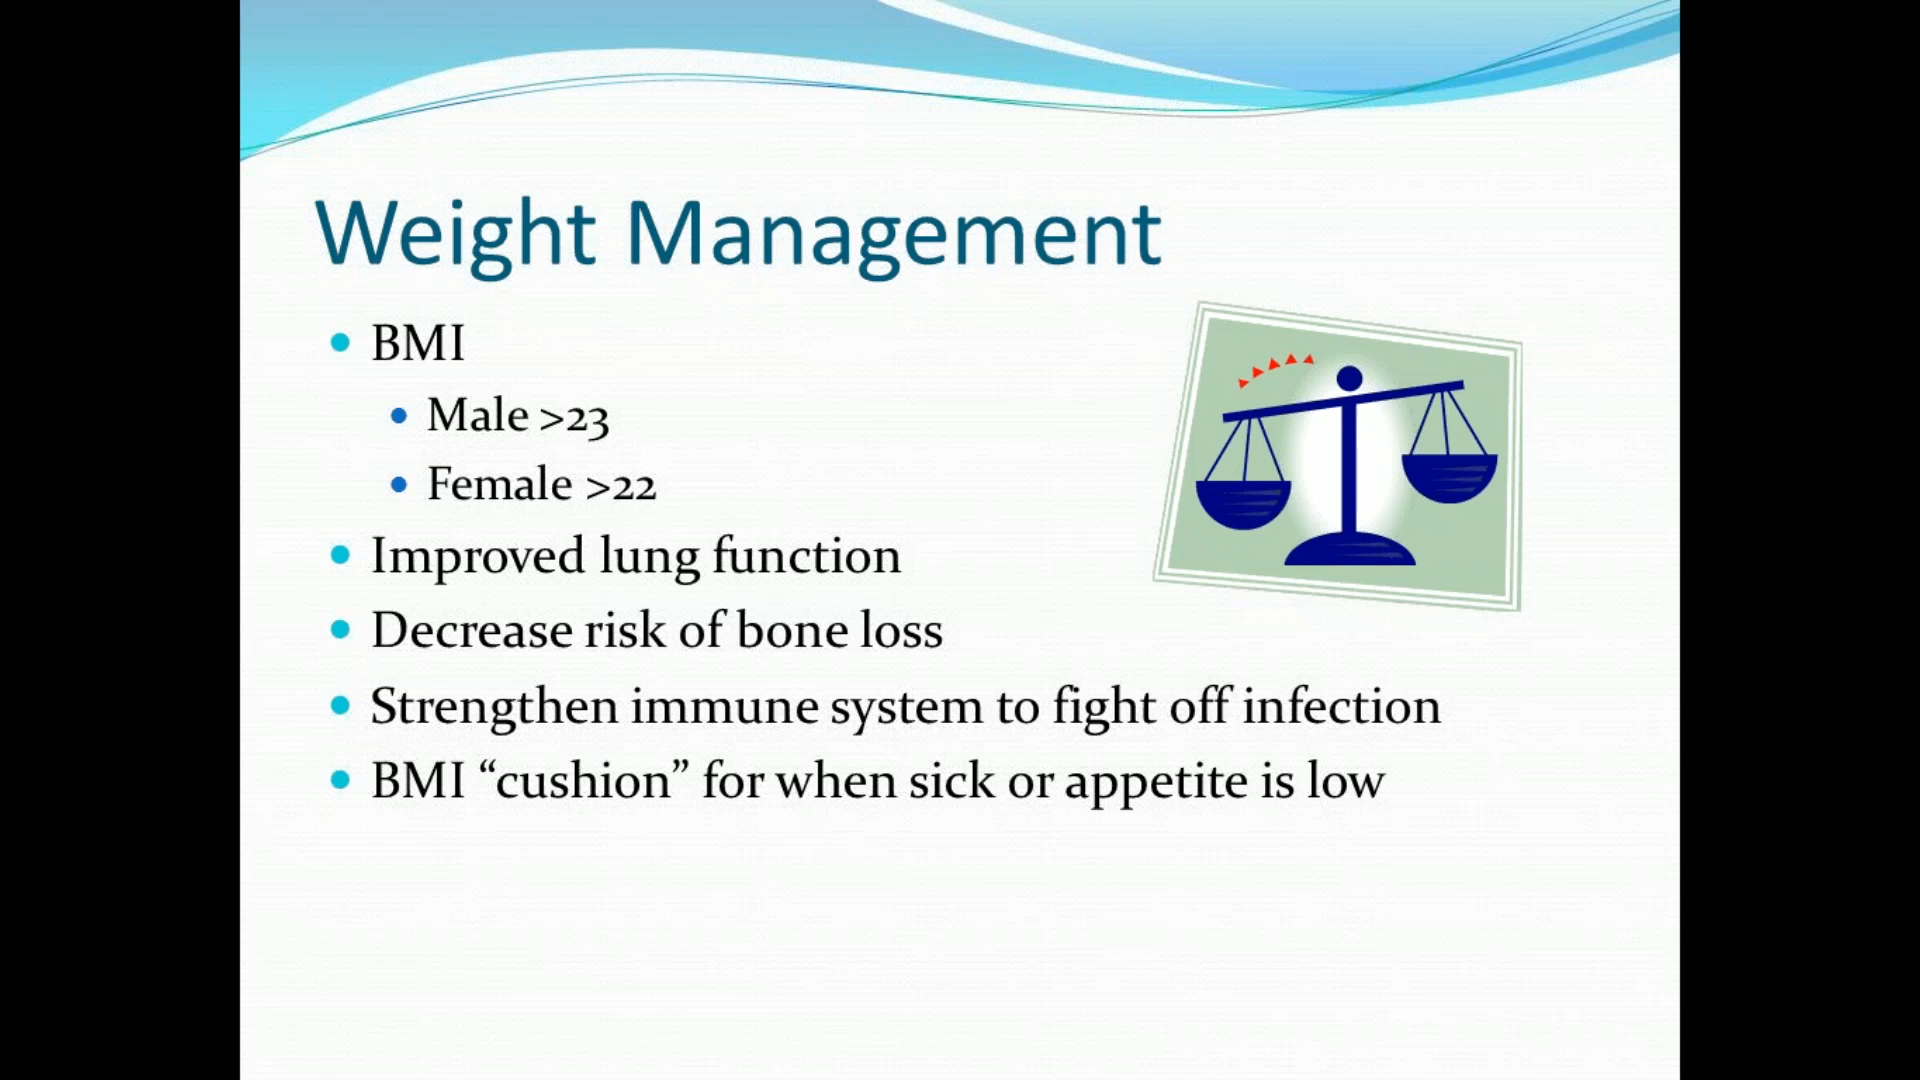 Weight Management
BMI
Male >23
Female >22
Improved lung function
Decrease risk of bone loss
Strengthen immune system to fight off infection
BMI “cushion” for when sick or appetite is low